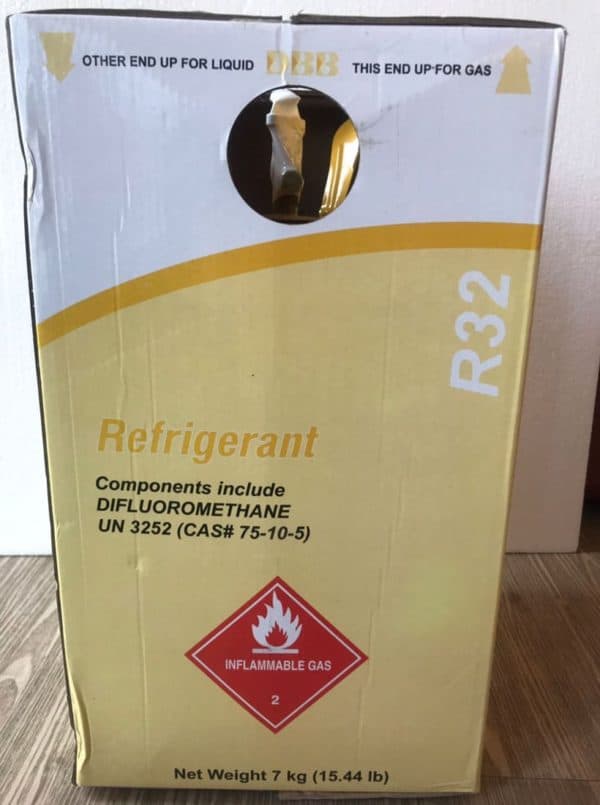 OTHER END UP FOR LIQUID DBB THIS END UP FOR GAS
R32
Refrigerant
Components include
DIFLUOROMETHANE
UN 3252 (CAS# 75-10-5)
INFLAMMABLE GAS
2
Net Weight 7 kg (15.44 lb)